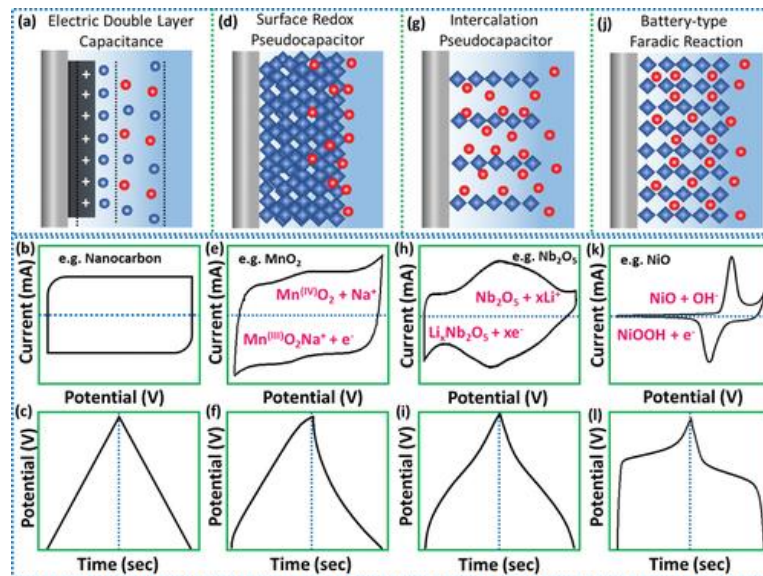 (a) Electric Double Layer
Capacitance
(d) Surface Redox
Pseudocapacitor
(g) Intercalation
Pseudocapacitor
(j) Battery-type
Faradic Reaction
+
+
+
+
+
+
+
(b) e.g. Nanocarbon
Current (mA)
Potential (V)
(e) e.g. MnO₂
Mn⁽ᴵⱽ⁾O₂ + Na⁺
Mn⁽ᴵᴵᴵ⁾O₂Na⁺ + e⁻
Current (mA)
Potential (V)
(h) e.g. Nb₂O₅
Nb₂O₅ + xLi⁺
LiₓNb₂O₅ + xe⁻
Current (mA)
Potential (V)
(k) e.g. NiO
NiO + OH⁻
NiOOH + e⁻
Current (mA)
Potential (V)
(c)
Potential (V)
Time (sec)
(f)
Potential (V)
Time (sec)
(i)
Potential (V)
Time (sec)
(l)
Potential (V)
Time (sec)